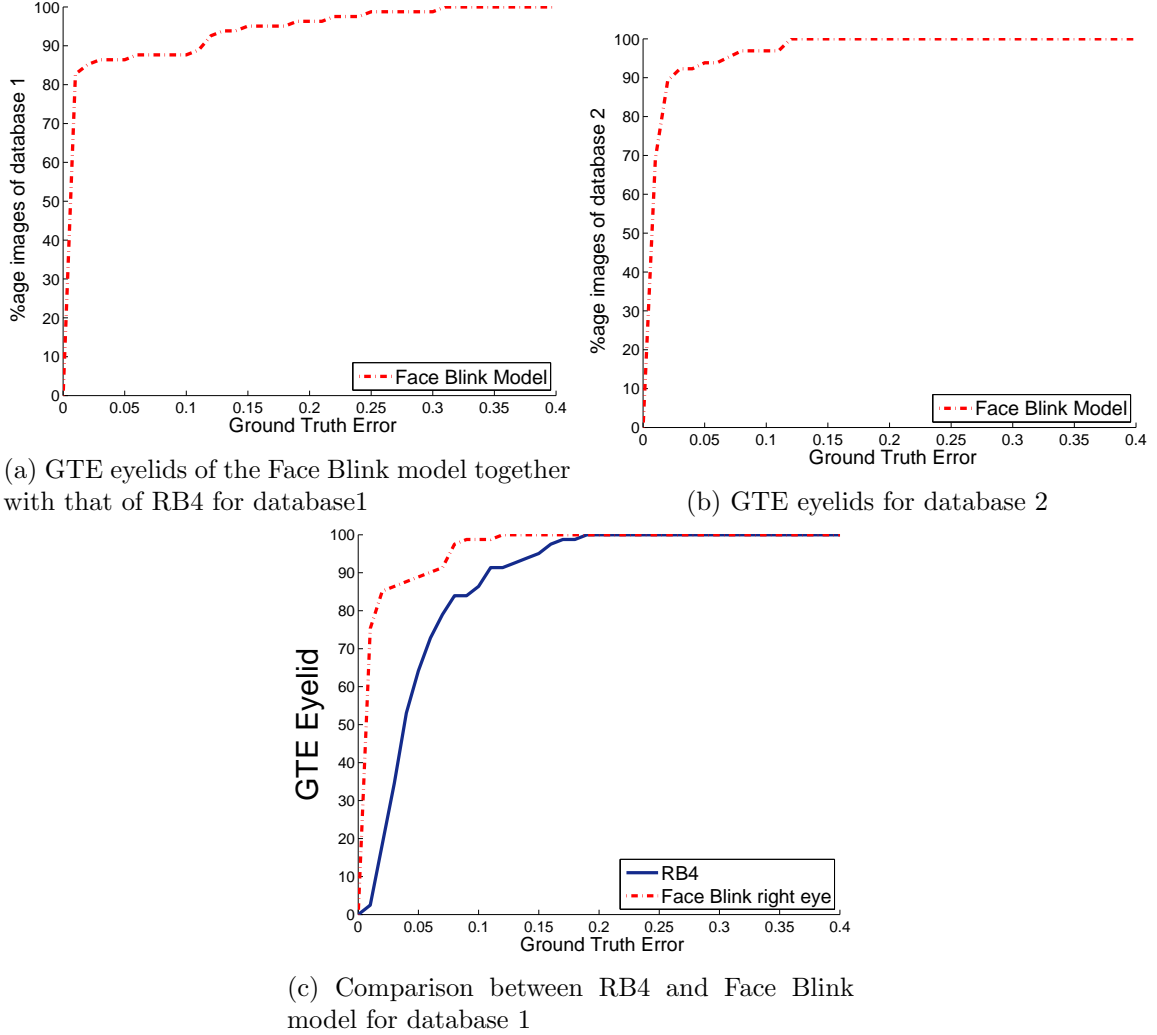 100
90
80
70
60
50
40
30
20
10
0
%age images of database 1
0 0.05 0.1 0.15 0.2 0.25 0.3 0.35 0.4
Ground Truth Error
Face Blink Model
(a) GTE eyelids of the Face Blink model together
with that of RB4 for database1
100
90
80
70
60
50
40
30
20
10
0
%age images of database 2
0 0.05 0.1 0.15 0.2 0.25 0.3 0.35 0.4
Ground Truth Error
Face Blink Model
(b) GTE eyelids for database 2
100
90
80
70
60
50
40
30
20
10
0
GTE Eyelid
0 0.05 0.1 0.15 0.2 0.25 0.3 0.35 0.4
Ground Truth Error
RB4
Face Blink right eye
(c) Comparison between RB4 and Face Blink
model for database 1